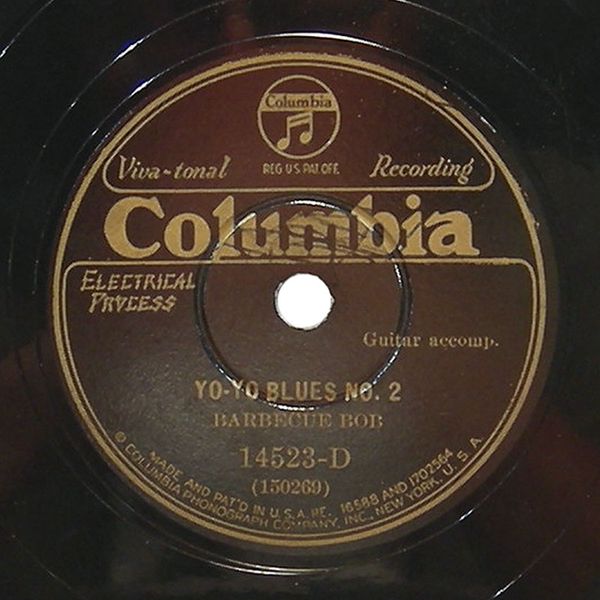 Columbia
Viva-tonal
REG. U.S. PAT. OFF.
Recording
Columbia
ELECTRICAL
PROCESS
Guitar accomp.
YO-YO BLUES NO. 2
BARBECUE BOB
14523-D
(150269)
MADE AND PAT'D IN U.S.A. RE. 16588 AND 1702564
© COLUMBIA PHONOGRAPH COMPANY, INC., NEW YORK, U.S.A.